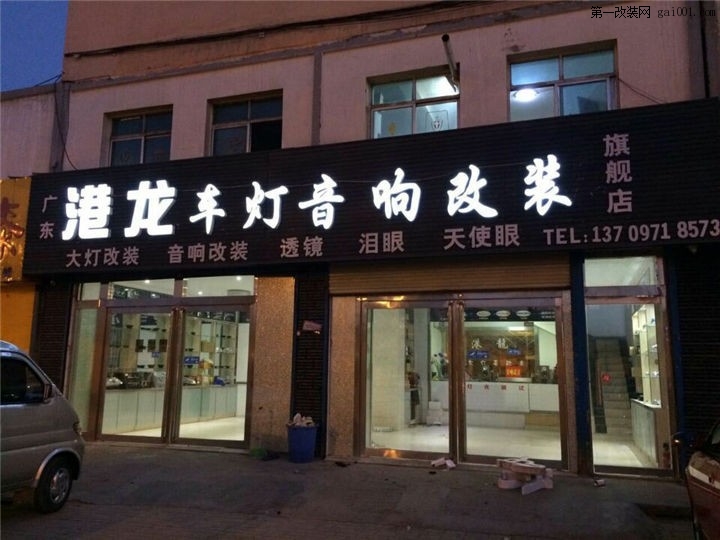 第一改装网 gai001.com
广东
港龙车灯音响改装
旗舰店
大灯改装 音响改装 透镜 泪眼 天使眼 TEL:137 0971 8573
港龍